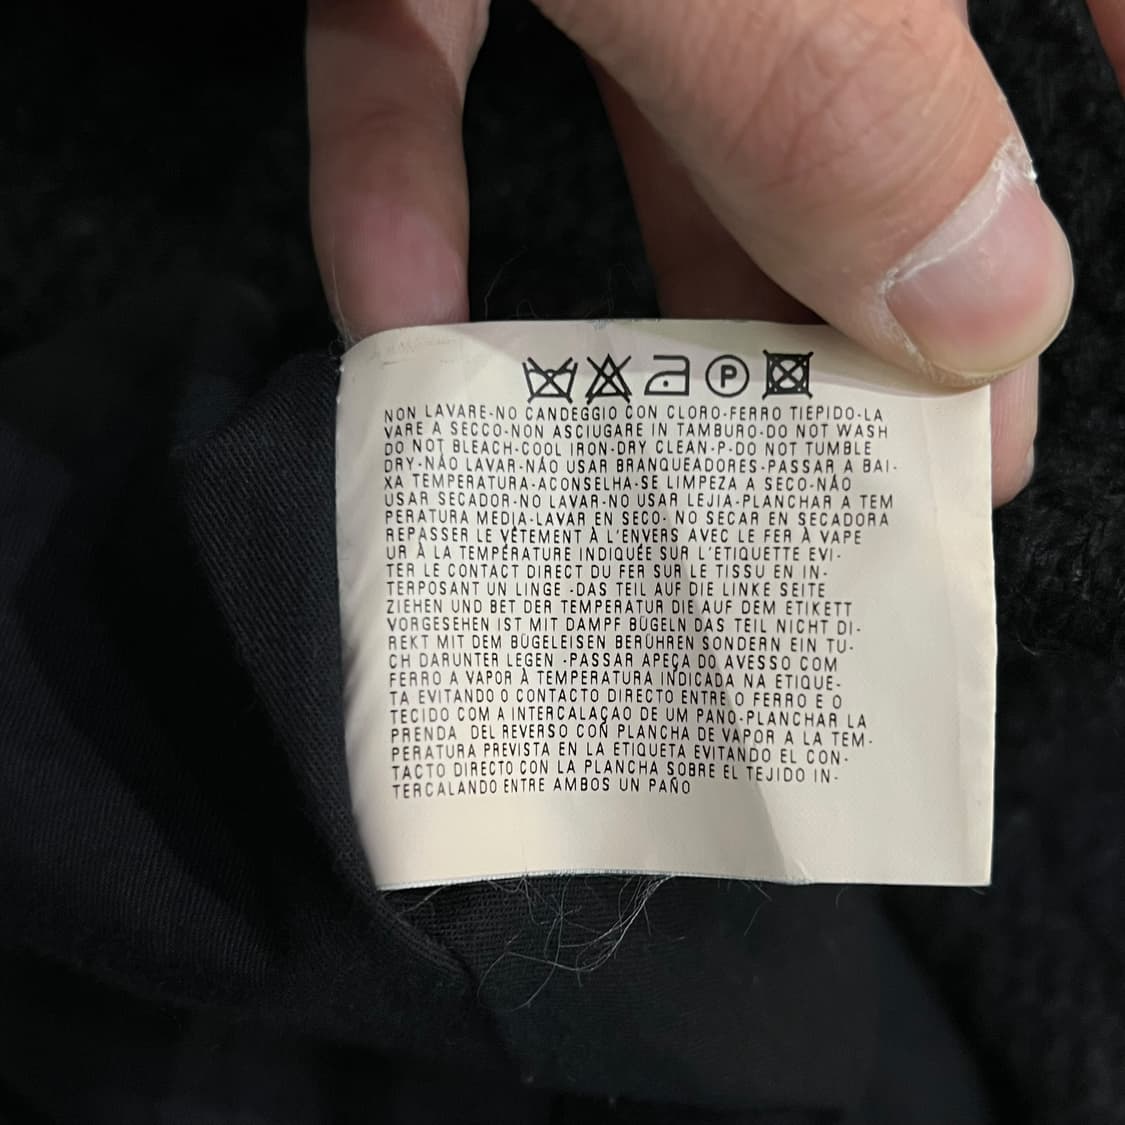 P
NON LAVARE-NO CANDEGGIO CON CLORO-FERRO TIEPIDO-LA
VARE A SECCO-NON ASCIUGARE IN TAMBURO-DO NOT WASH
DO NOT BLEACH-COOL IRON-DRY CLEAN-P-DO NOT TUMBLE
DRY-NÃO LAVAR-NÃO USAR BRANQUEADORES-PASSAR A BAI-
XA TEMPERATURA-ACONSELHA-SE LIMPEZA A SECO-NÃO
USAR SECADOR-NO LAVAR-NO USAR LEJIA-PLANCHAR A TEM
PERATURA MEDIA-LAVAR EN SECO- NO SECAR EN SECADORA
REPASSER LE VÊTEMENT À L'ENVERS AVEC LE FER À VAPE
UR À LA TEMPÉRATURE INDIQUÉE SUR L'ETIQUETTE EVI-
TER LE CONTACT DIRECT DU FER SUR LE TISSU EN IN-
TERPOSANT UN LINGE -DAS TEIL AUF DIE LINKE SEITE
ZIEHEN UND BET DER TEMPERATUR DIE AUF DEM ETIKETT
VORGESEHEN IST MIT DAMPF BÜGELN DAS TEIL NICHT DI-
REKT MIT DEM BÜGELEISEN BERÜHREN SONDERN EIN TU-
CH DARUNTER LEGEN -PASSAR APEÇA DO AVESSO COM
FERRO A VAPOR À TEMPERATURA INDICADA NA ETIQUE-
TA EVITANDO O CONTACTO DIRECTO ENTRE O FERRO E O
TECIDO COM A INTERCALAÇAO DE UM PANO-PLANCHAR LA
PRENDA DEL REVERSO CON PLANCHA DE VAPOR A LA TEM-
PERATURA PREVISTA EN LA ETIQUETA EVITANDO EL CON-
TACTO DIRECTO CON LA PLANCHA SOBRE EL TEJIDO IN-
TERCALANDO ENTRE AMBOS UN PAÑO